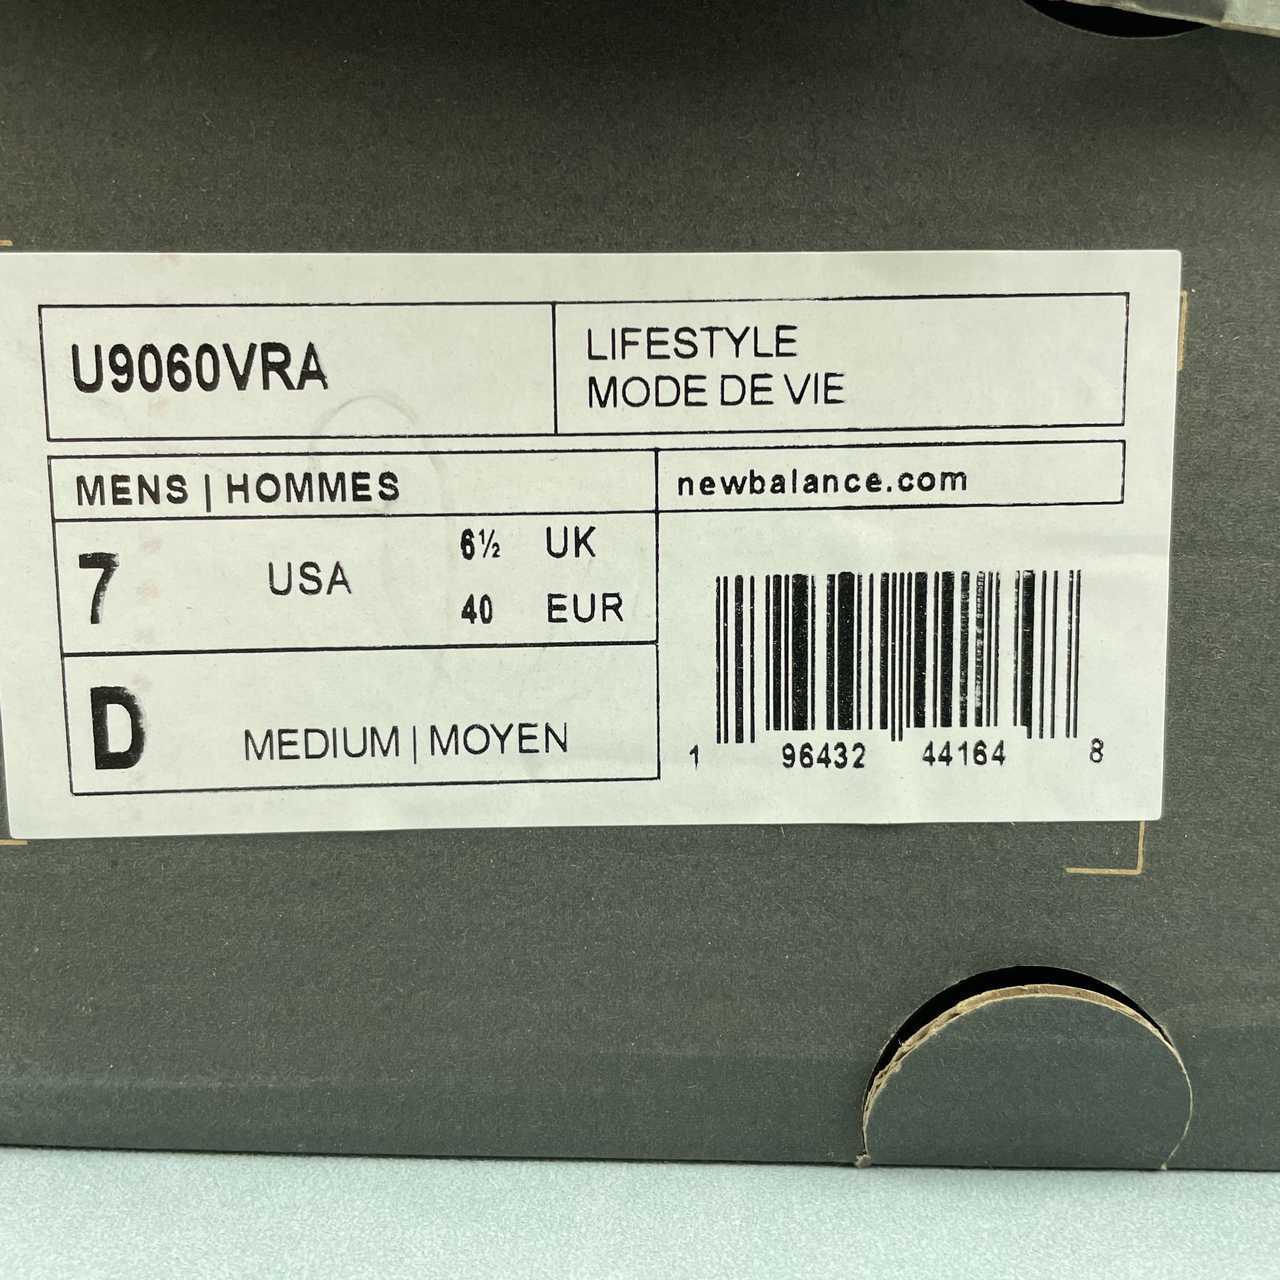 U9060VRA
LIFESTYLE
MODE DE VIE
MENS | HOMMES
newbalance.com
7 USA
6½ UK
40 EUR
D MEDIUM | MOYEN
1 96432 44164 8